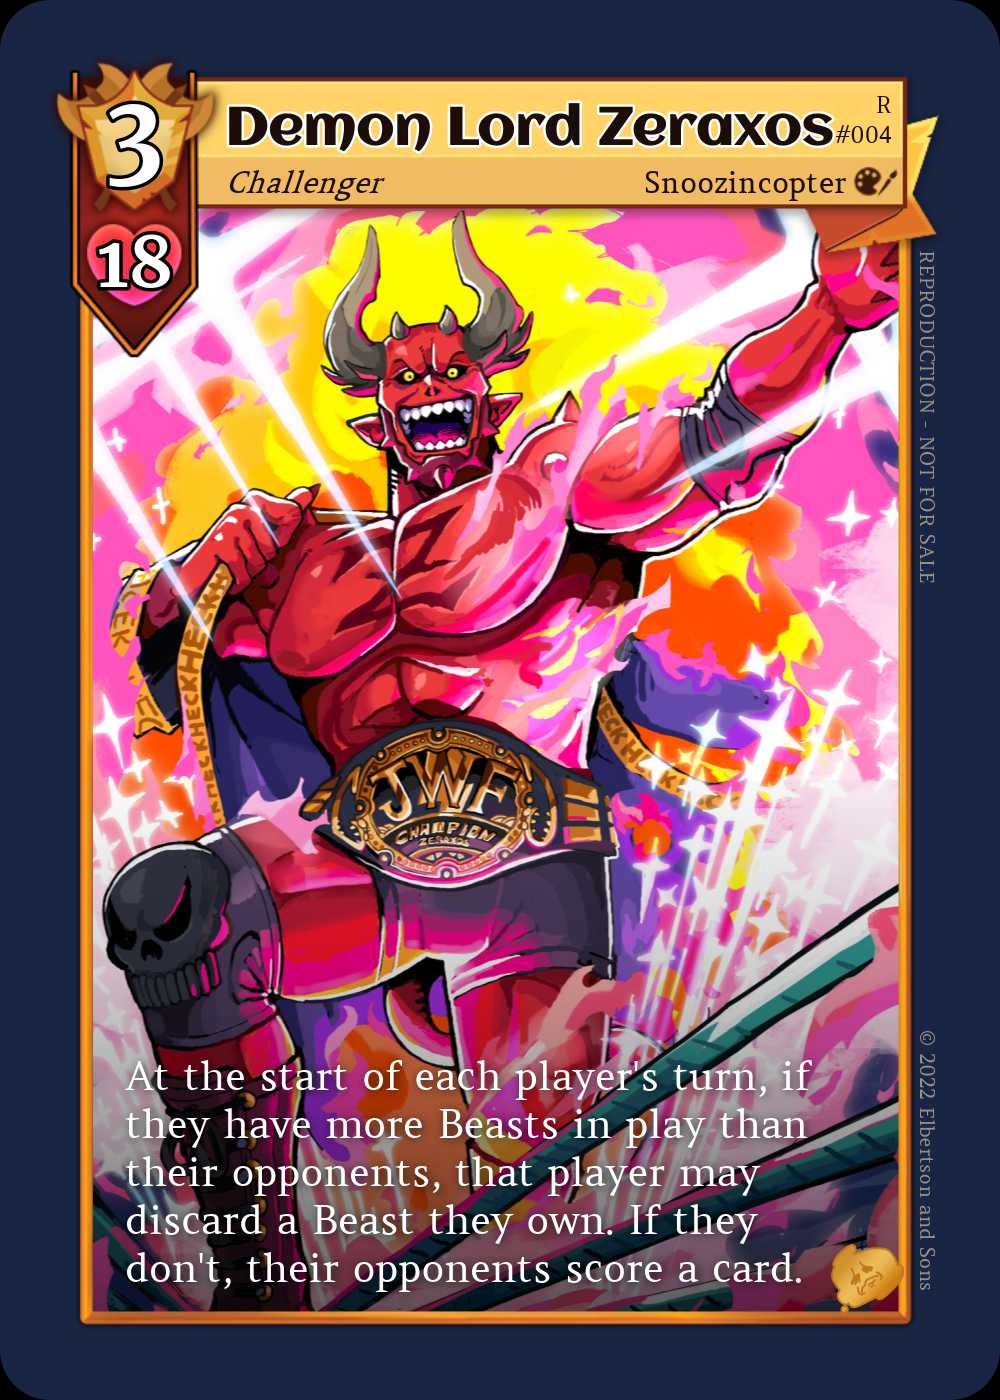 3
Demon Lord Zeraxos
R
#004
18
Challenger
Snoozincopter
REPRODUCTION - NOT FOR SALE
HECKHECKHECKH
JWF
CHAMPION
ZERAXOS
At the start of each player's turn, if
they have more Beasts in play than
their opponents, that player may
discard a Beast they own. If they
don't, their opponents score a card.
© 2022 Elbertson and Sons